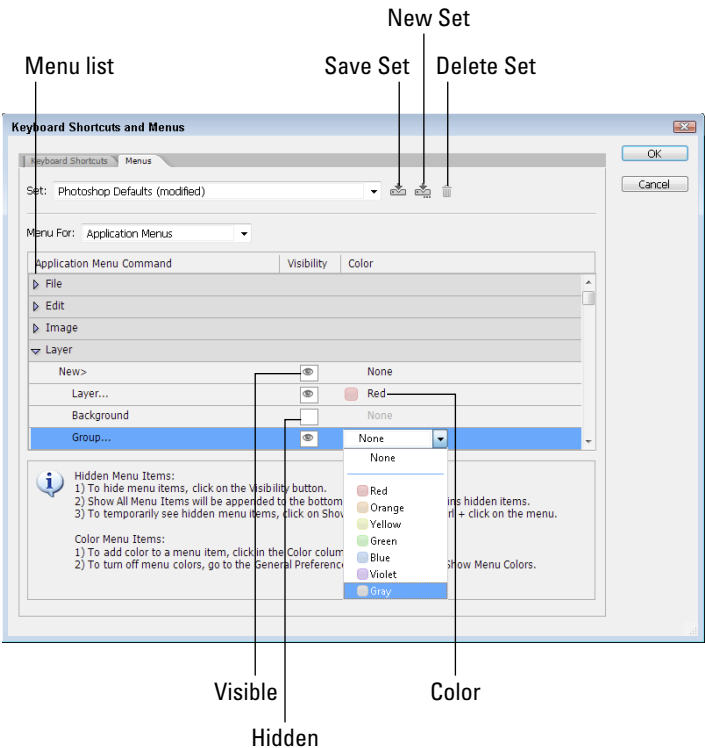 New Set
Menu list
Save Set
Delete Set
Keyboard Shortcuts and Menus
Keyboard Shortcuts
Menus
OK
Set:
Photoshop Defaults (modified)
Cancel
Menu For:
Application Menus
Application Menu Command
Visibility
Color
File
Edit
Image
Layer
New>
None
Layer...
Red
Background
None
Group...
None
None
Red
Orange
Yellow
Green
Blue
Violet
Gray
Hidden Menu Items:
1) To hide menu items, click on the Visibility button.
2) Show All Menu Items will be appended to the bottom hidden items.
3) To temporarily see hidden menu items, click on + click on the menu.
Color Menu Items:
1) To add color to a menu item, click in the Color
2) To turn off menu colors, go to the General Show Menu Colors.
Visible
Color
Hidden